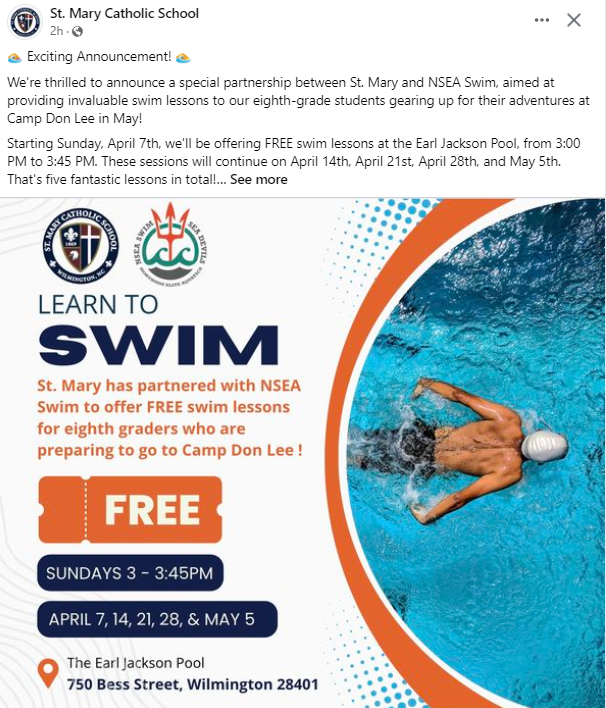 St. Mary Catholic School
2h
Exciting Announcement!
We're thrilled to announce a special partnership between St. Mary and NSEA Swim, aimed at
providing invaluable swim lessons to our eighth-grade students gearing up for their adventures at
Camp Don Lee in May!
Starting Sunday, April 7th, we'll be offering FREE swim lessons at the Earl Jackson Pool, from 3:00
PM to 3:45 PM. These sessions will continue on April 14th, April 21st, April 28th, and May 5th.
That's five fantastic lessons in total!... See more
ST. MARY CATHOLIC SCHOOL
1869
WILMINGTON, NC
NSEA SWIM
SEA DEVILS
LEARN TO
SWIM
St. Mary has partnered with NSEA
Swim to offer FREE swim lessons
for eighth graders who are
preparing to go to Camp Don Lee !
FREE
SUNDAYS 3 – 3:45PM
APRIL 7, 14, 21, 28, & MAY 5
The Earl Jackson Pool
750 Bess Street, Wilmington 28401